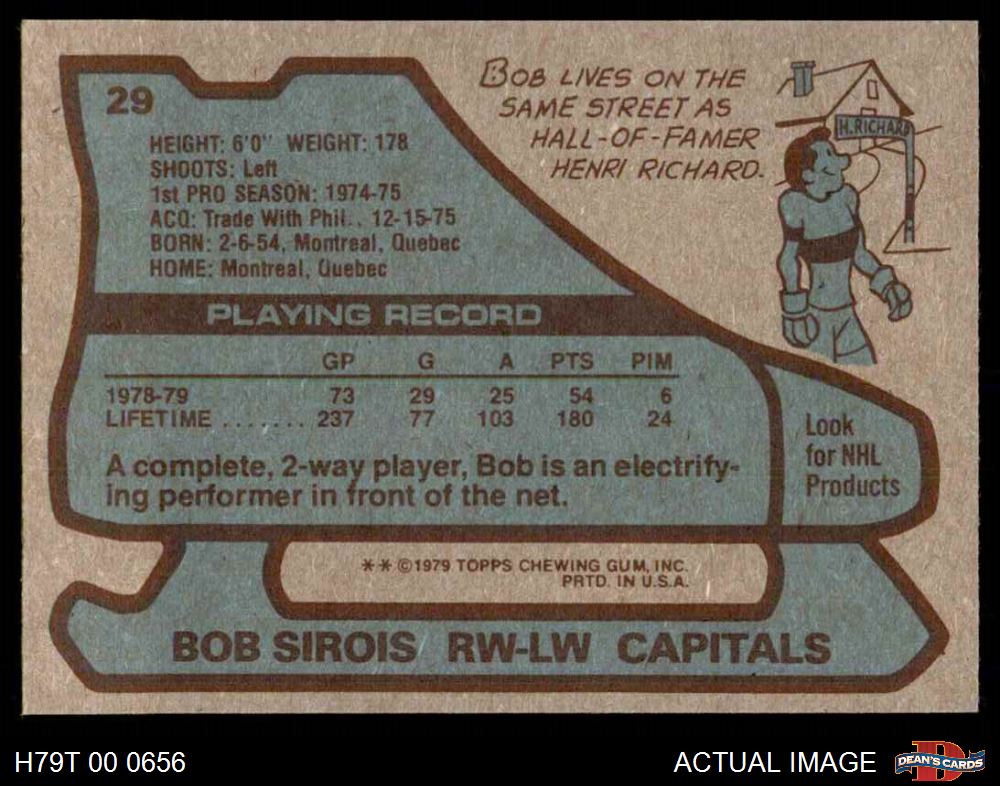 29
HEIGHT: 6'0" WEIGHT: 178
SHOOTS: Left
1st PRO SEASON: 1974-75
ACQ: Trade With Phil., 12-15-75
BORN: 2-6-54, Montreal, Quebec
HOME: Montreal, Quebec
BOB LIVES ON THE
SAME STREET AS
HALL-OF-FAMER
HENRI RICHARD.
H. RICHARD
PLAYING RECORD
GP G A PTS PIM
1978-79 73 29 25 54 6
LIFETIME ....... 237 77 103 180 24
A complete, 2-way player, Bob is an electrify-
ing performer in front of the net.
Look
for NHL
Products
** ©1979 TOPPS CHEWING GUM, INC.
PRTD. IN U.S.A.
BOB SIROIS RW-LW CAPITALS
H79T 00 0656
ACTUAL IMAGE
D
DEAN'S CARDS